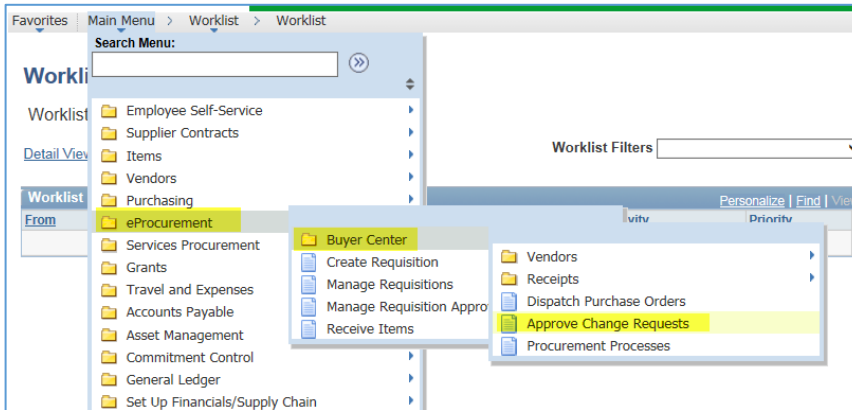 Favorites Main Menu > Worklist > Worklist
Search Menu:
Workli
Worklist
Employee Self-Service
Supplier Contracts
Detail View
Items
Worklist Filters
Vendors
Worklist
Purchasing
Personalize | Find | View
From
eProcurement
vity
Priority
Services Procurement
Buyer Center
Grants
Create Requisition
Vendors
Travel and Expenses
Manage Requisitions
Receipts
Accounts Payable
Manage Requisition Appro
Dispatch Purchase Orders
Asset Management
Receive Items
Approve Change Requests
Commitment Control
Procurement Processes
General Ledger
Set Up Financials/Supply Chain